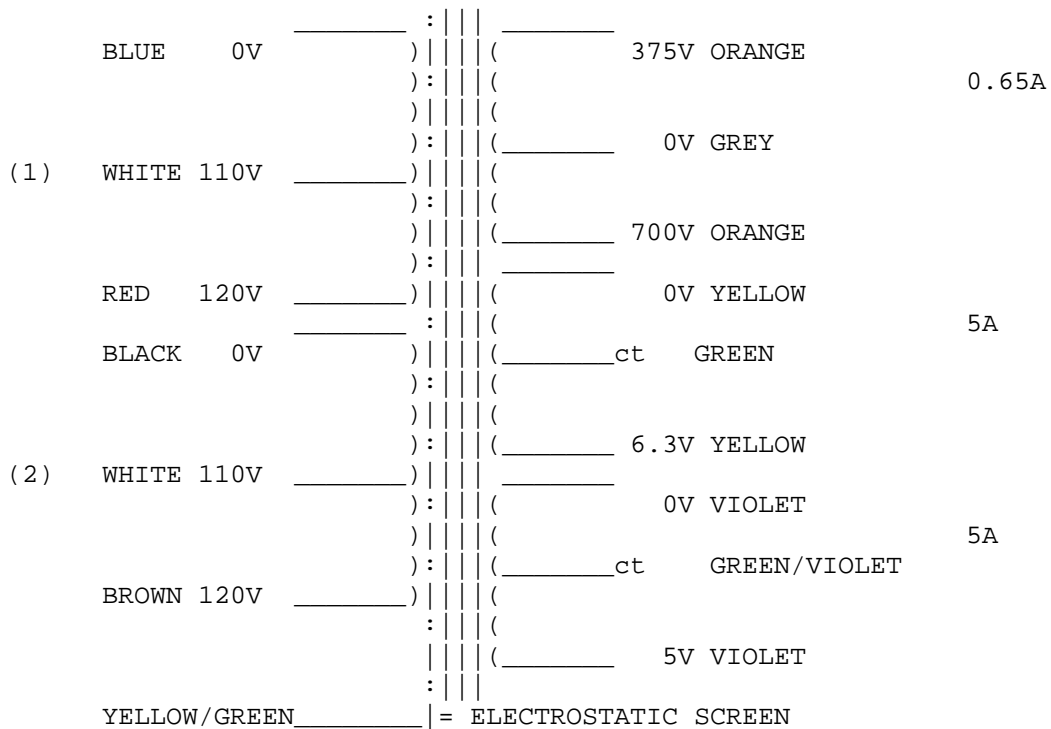 BLUE 0V 375V ORANGE
0.65A
0V GREY
(1) WHITE 110V
700V ORANGE
RED 120V 0V YELLOW
5A
BLACK 0V ct GREEN
6.3V YELLOW
(2) WHITE 110V
0V VIOLET
5A
ct GREEN/VIOLET
BROWN 120V
5V VIOLET
YELLOW/GREEN = ELECTROSTATIC SCREEN